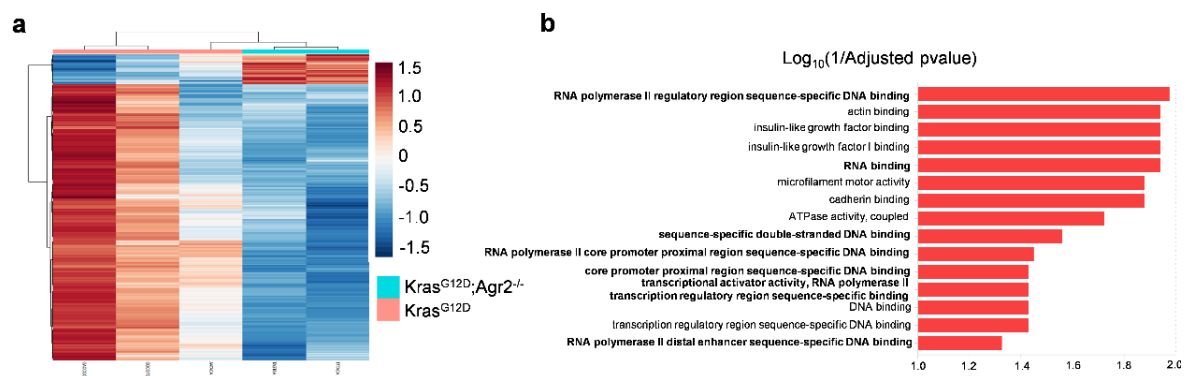 a
1.5
1.0
0.5
0
-0.5
-1.0
-1.5
Kras^G12D;Agr2^-/-
Kras^G12D
b
Log₁₀(1/Adjusted pvalue)
RNA polymerase II regulatory region sequence-specific DNA binding
actin binding
insulin-like growth factor binding
insulin-like growth factor I binding
RNA binding
microfilament motor activity
cadherin binding
ATPase activity, coupled
sequence-specific double-stranded DNA binding
RNA polymerase II core promoter proximal region sequence-specific DNA binding
core promoter proximal region sequence-specific DNA binding
transcriptional activator activity, RNA polymerase II
transcription regulatory region sequence-specific binding
DNA binding
transcription regulatory region sequence-specific DNA binding
RNA polymerase II distal enhancer sequence-specific DNA binding
1.0 1.2 1.4 1.6 1.8 2.0